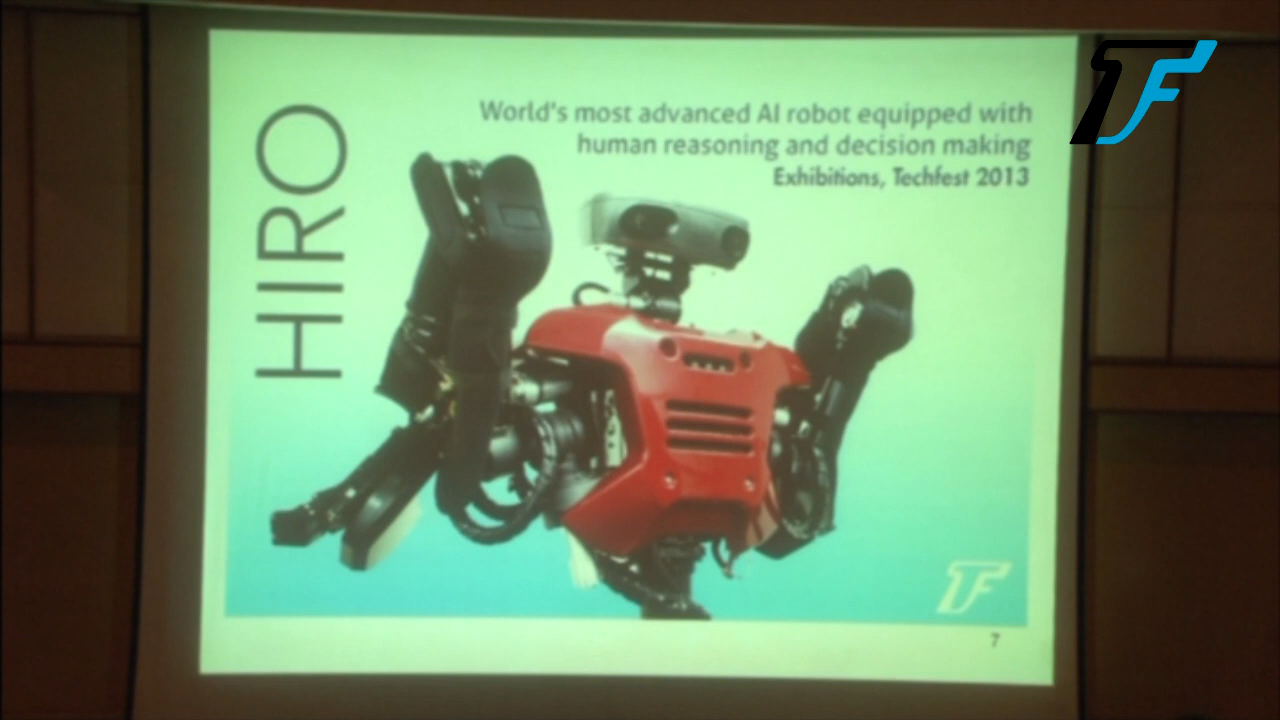 HIRO
World's most advanced AI robot equipped with
human reasoning and decision making
Exhibitions, Techfest 2013
TF
TF
7